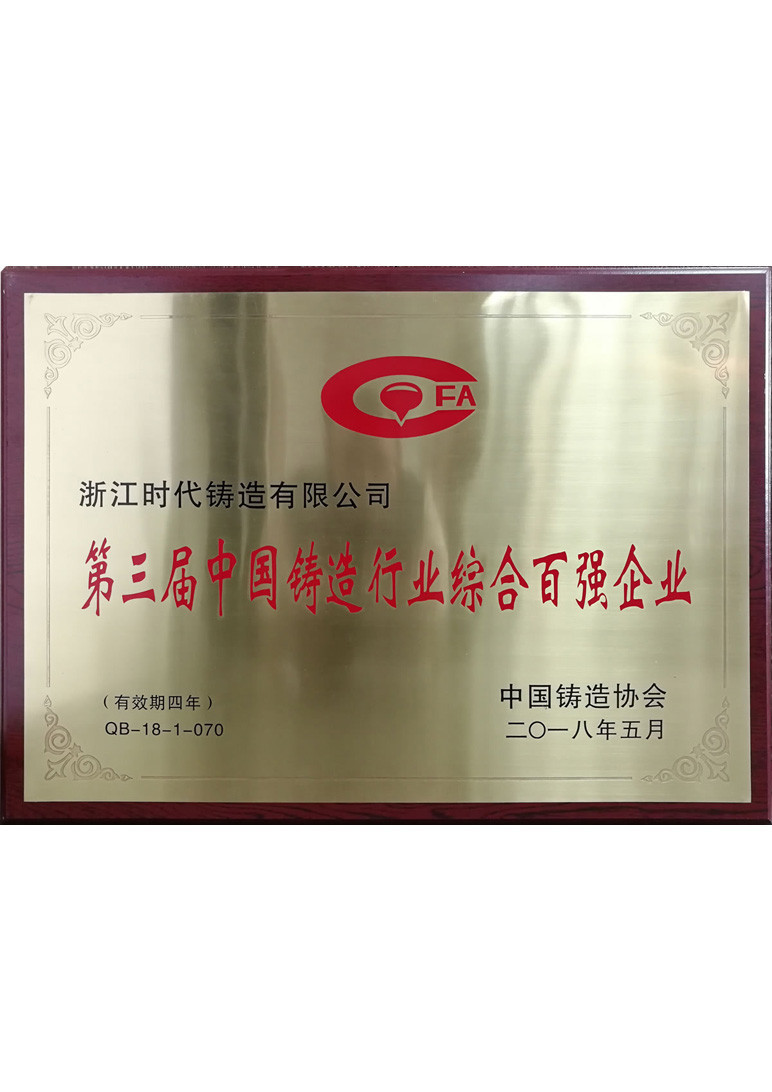 CFA
浙江时代铸造有限公司
第三届中国铸造行业综合百强企业
（有效期四年）
QB-18-1-070
中国铸造协会
二〇一八年五月